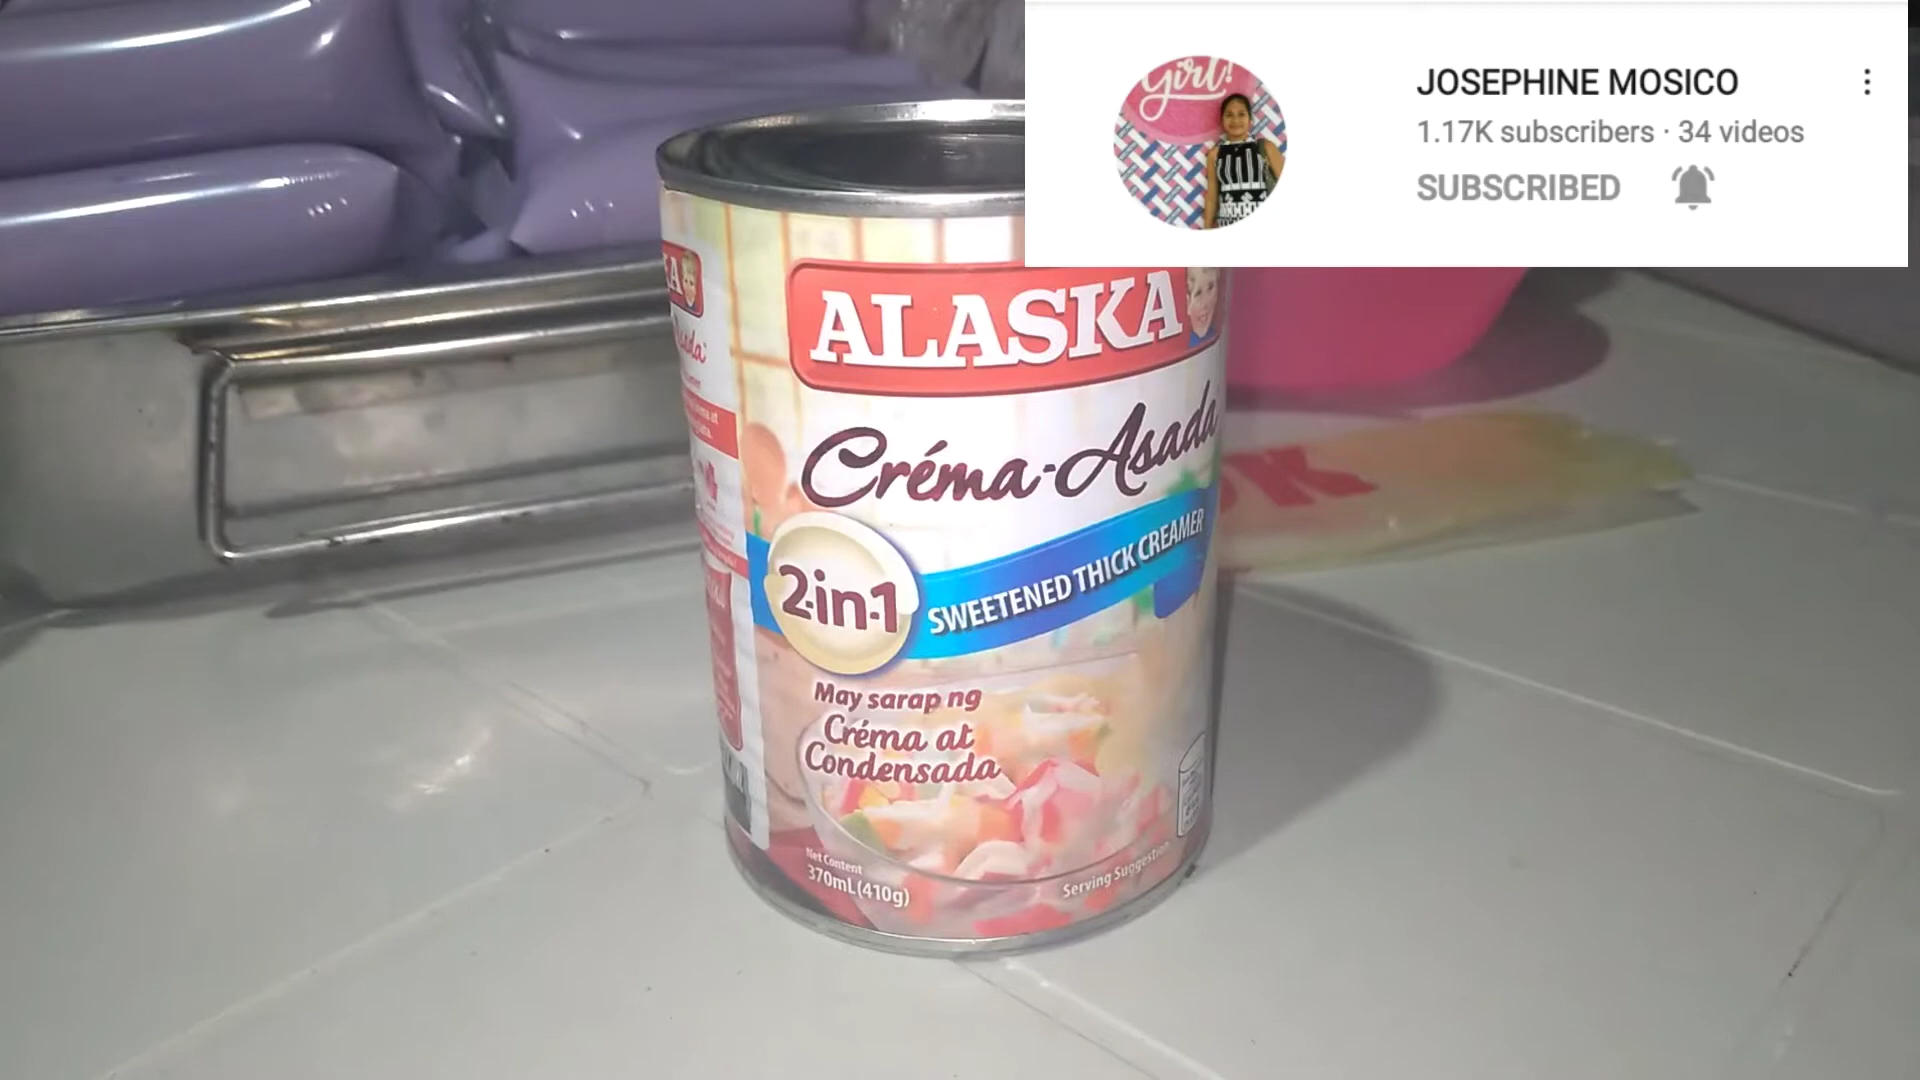 Girl!
JOSEPHINE MOSICO
1.17K subscribers · 34 videos
SUBSCRIBED
ALASKA
Créma-Asada
2-in-1
SWEETENED THICK CREAMER
May sarap ng
Créma at
Condensada
Net Content
370mL(410g)
Serving Suggestion